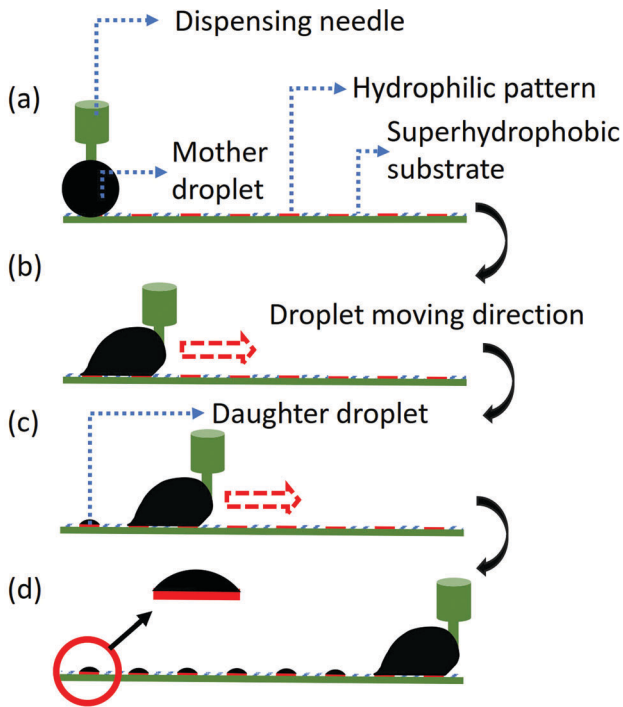 Dispensing needle
(a)
Hydrophilic pattern
Superhydrophobic
substrate
Mother
droplet
(b)
Droplet moving direction
(c)
Daughter droplet
(d)